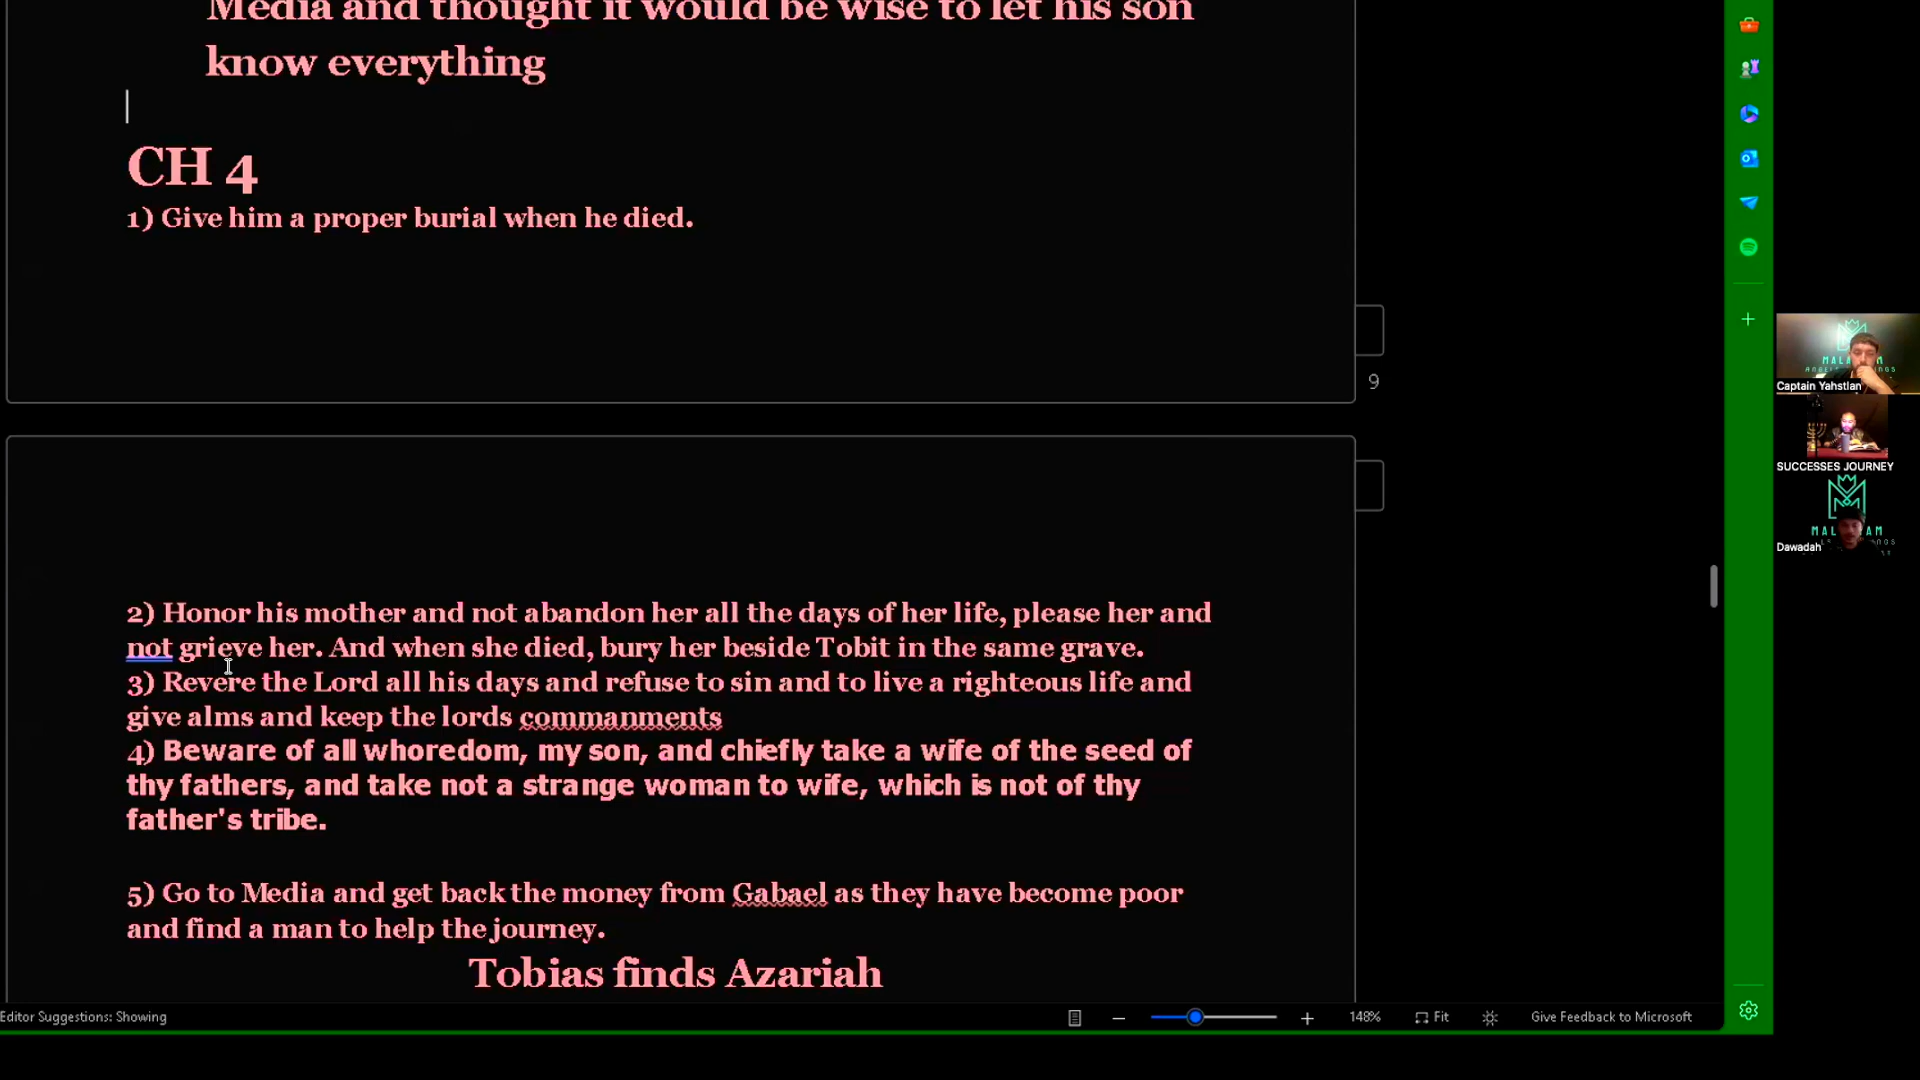 Media and thought it would be wise to let his son
know everything
CH 4
1) Give him a proper burial when he died.
9
2) Honor his mother and not abandon her all the days of her life, please her and
not grieve her. And when she died, bury her beside Tobit in the same grave.
3) Revere the Lord all his days and refuse to sin and to live a righteous life and
give alms and keep the lords commanments
4) Beware of all whoredom, my son, and chiefly take a wife of the seed of
thy fathers, and take not a strange woman to wife, which is not of thy
father's tribe.
5) Go to Media and get back the money from Gabael as they have become poor
and find a man to help the journey.
Tobias finds Azariah
Editor Suggestions: Showing
148%
Fit
Give Feedback to Microsoft
Captain Yahstlan
SUCCESSES JOURNEY
Dawadah